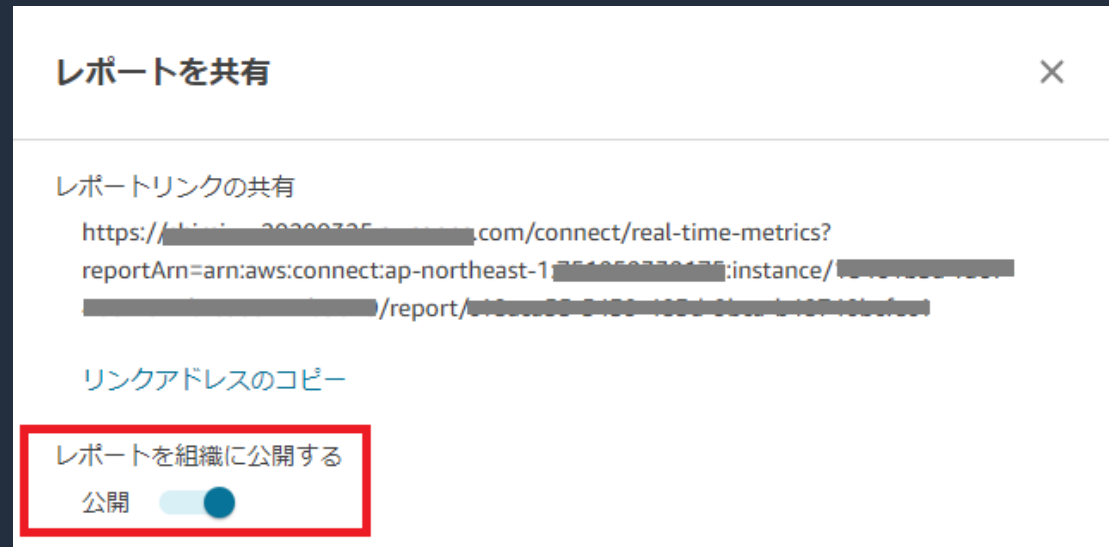 レポートを共有
レポートリンクの共有
https://.com/connect/real-time-metrics?
reportArn=arn:aws:connect:ap-northeast-1::instance/
/report/
リンクアドレスのコピー
レポートを組織に公開する
公開